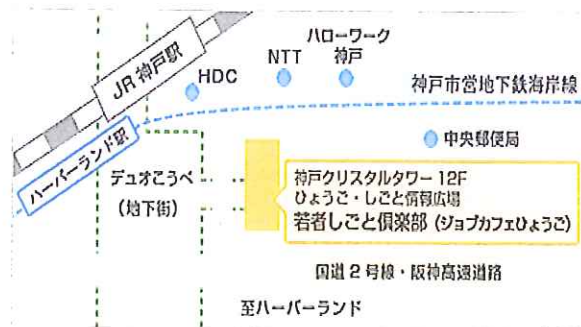 JR 神戸駅
HDC
NTT
ハローワーク
神戸
神戸市営地下鉄海岸線
ハーバーランド駅
中央郵便局
デュオこうべ
(地下街)
神戸クリスタルタワー 12F
ひょうご・しごと情報広場
若者しごと倶楽部 (ジョブカフェひょうご)
国道 2 号線・阪神高速道路
至ハーバーランド